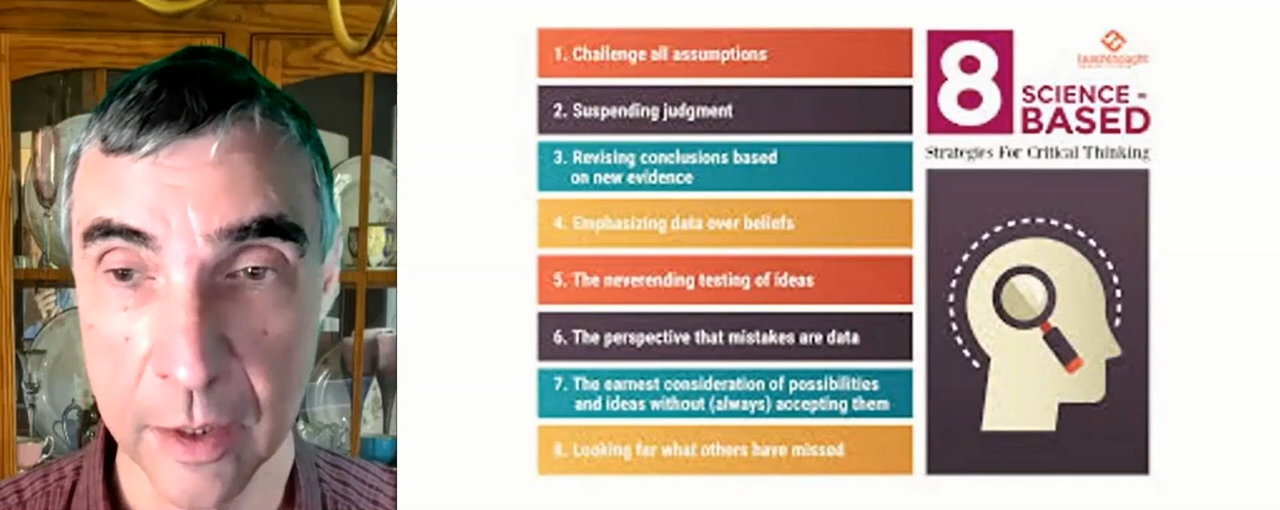 1. Challenge all assumptions
2. Suspending judgment
3. Revising conclusions based
on new evidence
4. Emphasizing data over beliefs
5. The neverending testing of ideas
6. The perspective that mistakes are data
7. The earnest consideration of possibilities
and ideas without (always) accepting them
8. Looking for what others have missed
8
SCIENCE -
BASED
Strategies For Critical Thinking